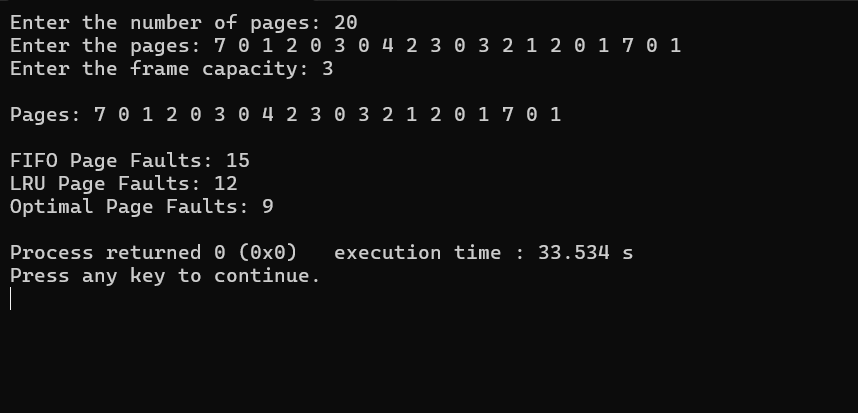 Enter the number of pages: 20
Enter the pages: 7 0 1 2 0 3 0 4 2 3 0 3 2 1 2 0 1 7 0 1
Enter the frame capacity: 3
Pages: 7 0 1 2 0 3 0 4 2 3 0 3 2 1 2 0 1 7 0 1
FIFO Page Faults: 15
LRU Page Faults: 12
Optimal Page Faults: 9
Process returned 0 (0x0)   execution time : 33.534 s
Press any key to continue.